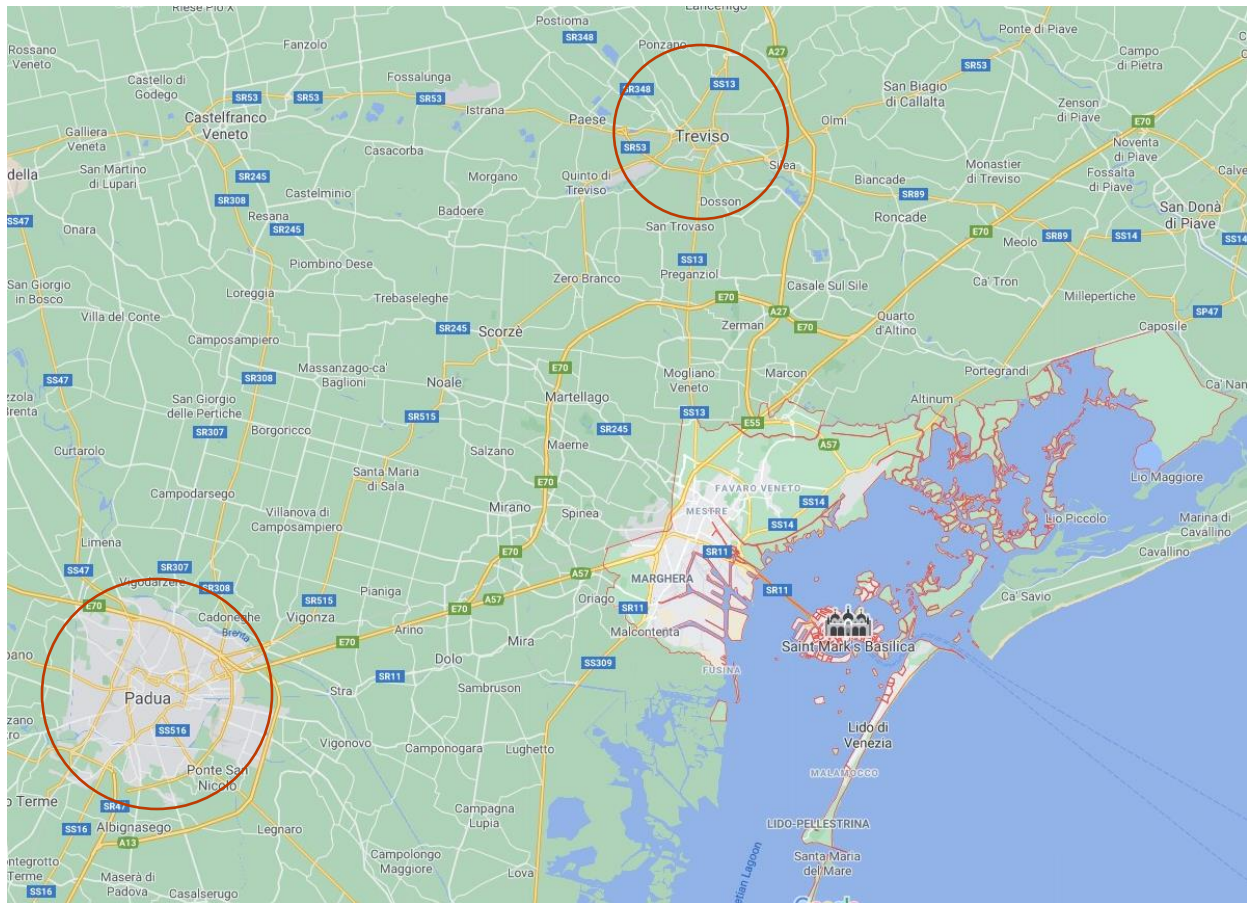 Riese Pio X
Lancenigo
Postioma
SR348
Ponzano
A27
Ponte di Piave
Rossano
Veneto
Fanzolo
Campo
di Pietra
Castello di
Godego
Fossalunga
SR348
SS13
SR53
San Biagio
di Callalta
SR53
SR53
SR53
Istrana
Zenson
di Piave
Castelfranco
Veneto
Paese
Treviso
Olmi
E70
Galliera
Veneta
Casacorba
SR53
Noventa
di Piave
San Martino
di Lupari
della
SR245
Morgano
Quinto di
Treviso
Silea
Monastier
di Treviso
Fossalta
di Piave
Castelminio
SR308
Biancade
SR89
Dosson
Badoere
Resana
SR245
San Trovaso
Roncade
San Donà
di Piave
SS47
Onara
E70
Meolo
SR89
SS14
SS14
Piombino Dese
SS13
Preganziol
Zero Branco
Ca' Tron
San Giorgio
in Bosco
Loreggia
Trebaseleghe
Casale Sul Sile
Millepertiche
E70
A27
SP47
Villa del Conte
Scorzè
SR245
Zerman
E70
Quarto
d'Altino
Caposile
Camposampiero
Massanzago-ca'
Baglioni
E70
Mogliano
Veneto
Marcon
Portegrandi
SS47
SR308
Noale
Martellago
Altinum
San Giorgio
delle Pertiche
SR307
SR515
SS13
E55
SR245
A57
Borgoricco
Maerne
Salzano
Curtarolo
Santa Maria
di Sala
E70
FAVARO VENETO
Lio Maggiore
Campodarsego
Mirano
Spinea
MESTRE
SS14
SS14
Lio Piccolo
Marina di
Cavallino
Villanova di
Camposampiero
Limena
E70
SR11
Cavallino
SS47
Vigodarzere
SR307
SR308
SR515
Pianiga
A57
MARGHERA
SR11
Ca' Savio
E70
Cadoneghe
Vigonza
E70
A57
Oriago
SR11
Brenta
Arino
E70
Mira
Malcontenta
Saint Mark's Basilica
Dolo
SS309
FUSINA
SR11
Stra
Sambruson
Padua
SS516
Vigonovo
Camponogara
Lughetto
Lido di
Venezia
Ponte San
Nicolò
MALAMOCCO
Terme
SR47
Campagna
Lupia
SS16
Albignasego
Legnaro
LIDO-PELLESTRINA
A13
Campolongo
Maggiore
Santa Maria
del Mare
Terme
SS16
Maserà di
Padova
Casalserugo
Lova
etian Lagoon